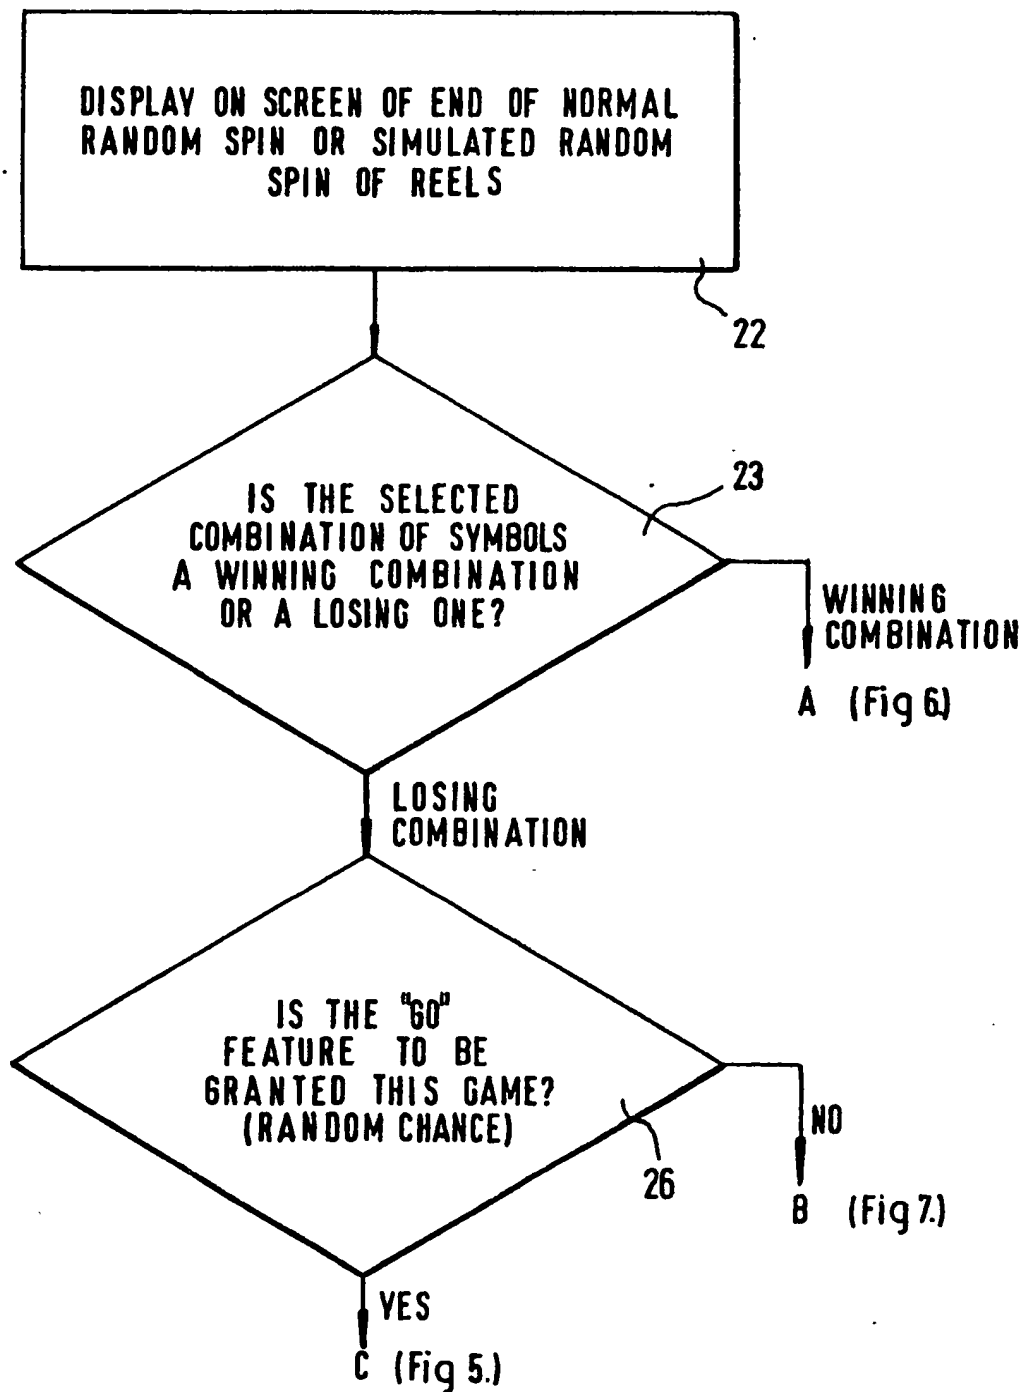 DISPLAY ON SCREEN OF END OF NORMAL
RANDOM SPIN OR SIMULATED RANDOM
SPIN OF REELS
22
23
IS THE SELECTED
COMBINATION OF SYMBOLS
A WINNING COMBINATION
OR A LOSING ONE?
WINNING
COMBINATION
A (Fig 6.)
LOSING
COMBINATION
IS THE "GO"
FEATURE TO BE
GRANTED THIS GAME?
(RANDOM CHANCE)
26
NO
B (Fig 7.)
YES
C (Fig 5.)